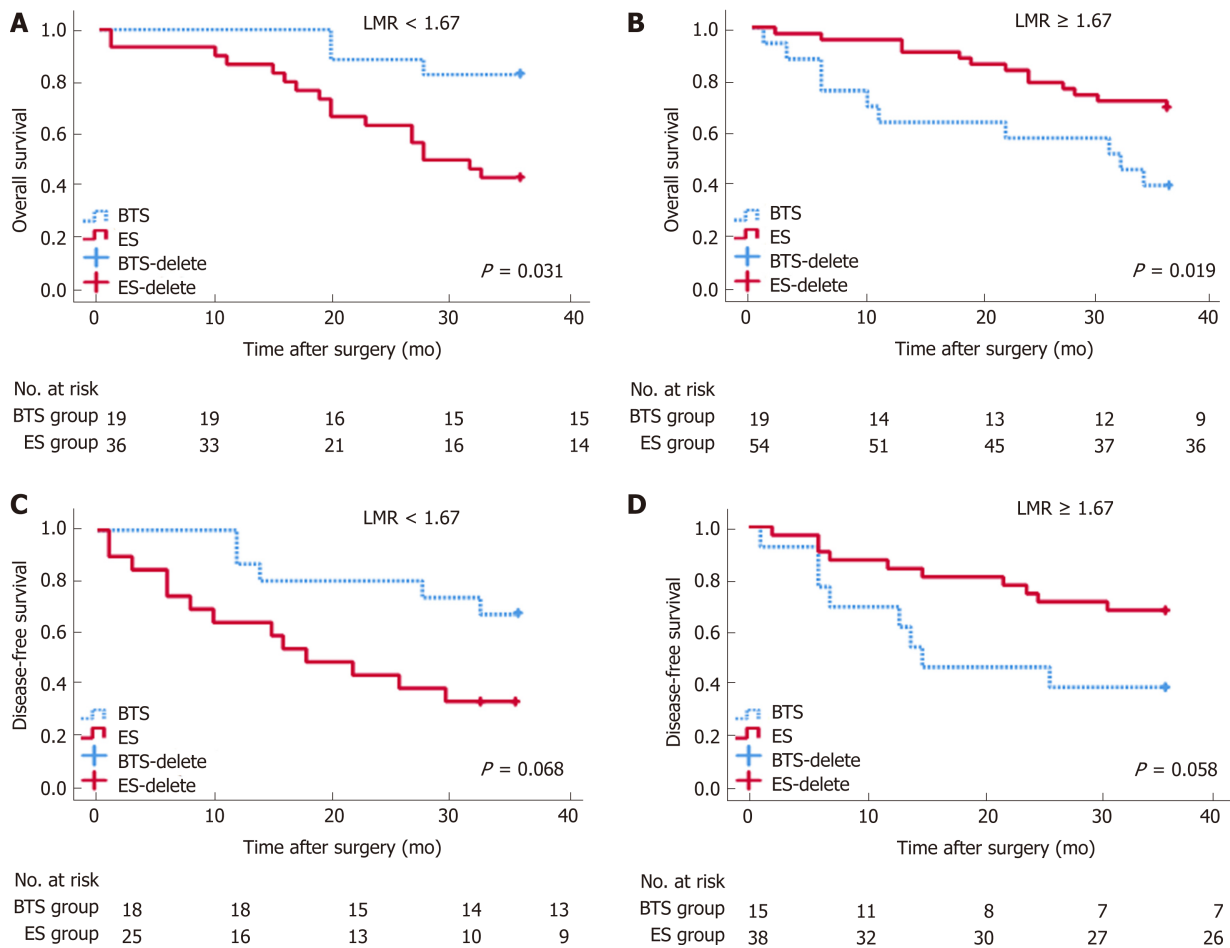 A
LMR < 1.67
1.0
0.8
0.6
0.4
0.2
0.0
Overall survival
BTS
ES
BTS-delete
ES-delete
P = 0.031
0 10 20 30 40
Time after surgery (mo)
No. at risk
BTS group 19 19 16 15 15
ES group 36 33 21 16 14
B
LMR ≥ 1.67
1.0
0.8
0.6
0.4
0.2
0.0
Overall survival
BTS
ES
BTS-delete
ES-delete
P = 0.019
0 10 20 30 40
Time after surgery (mo)
No. at risk
BTS group 19 14 13 12 9
ES group 54 51 45 37 36
C
LMR < 1.67
1.0
0.8
0.6
0.4
0.2
0.0
Disease-free survival
BTS
ES
BTS-delete
ES-delete
P = 0.068
0 10 20 30 40
Time after surgery (mo)
No. at risk
BTS group 18 18 15 14 13
ES group 25 16 13 10 9
D
LMR ≥ 1.67
1.0
0.8
0.6
0.4
0.2
0.0
Disease-free survival
BTS
ES
BTS-delete
ES-delete
P = 0.058
0 10 20 30 40
Time after surgery (mo)
No. at risk
BTS group 15 11 8 7 7
ES group 38 32 30 27 26